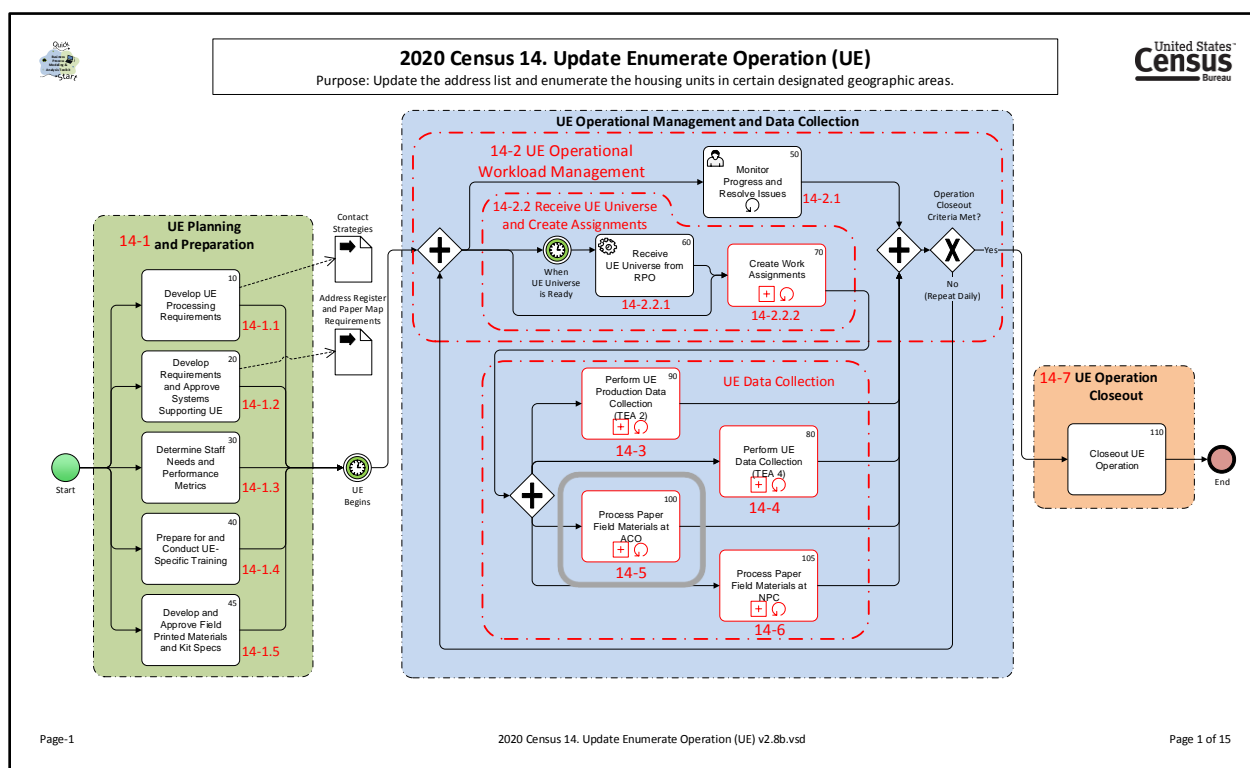 Quick
Business
Process
Modeling &
Analysis Toolkit
Start
2020 Census 14. Update Enumerate Operation (UE)
Purpose: Update the address list and enumerate the housing units in certain designated geographic areas.
United States™
Census
Bureau
UE Operational Management and Data Collection
14-2 UE Operational
Workload Management
50
Monitor
Progress and
Resolve Issues
14-2.1
Operation
Closeout
Criteria Met?
X
Yes
No
(Repeat Daily)
14-2.2 Receive UE Universe
and Create Assignments
When
UE Universe
is Ready
60
Receive
UE Universe from
RPO
14-2.2.1
70
Create Work
Assignments
14-2.2.2
UE Planning
and Preparation
14-1
Contact
Strategies
Address Register
and Paper Map
Requirements
10
Develop UE
Processing
Requirements
14-1.1
20
Develop
Requirements
and Approve
Systems
Supporting UE
14-1.2
30
Determine Staff
Needs and
Performance
Metrics
14-1.3
40
Prepare for and
Conduct UE-
Specific Training
14-1.4
45
Develop and
Approve Field
Printed Materials
and Kit Specs
14-1.5
Start
UE
Begins
UE Data Collection
90
Perform UE
Production Data
Collection
(TEA 2)
14-3
80
Perform UE
Data Collection
(TEA 4)
14-4
100
Process Paper
Field Materials at
ACO
14-5
105
Process Paper
Field Materials at
NPC
14-6
14-7 UE Operation
Closeout
110
Closeout UE
Operation
End
Page-1
2020 Census 14. Update Enumerate Operation (UE) v2.8b.vsd
Page 1 of 15